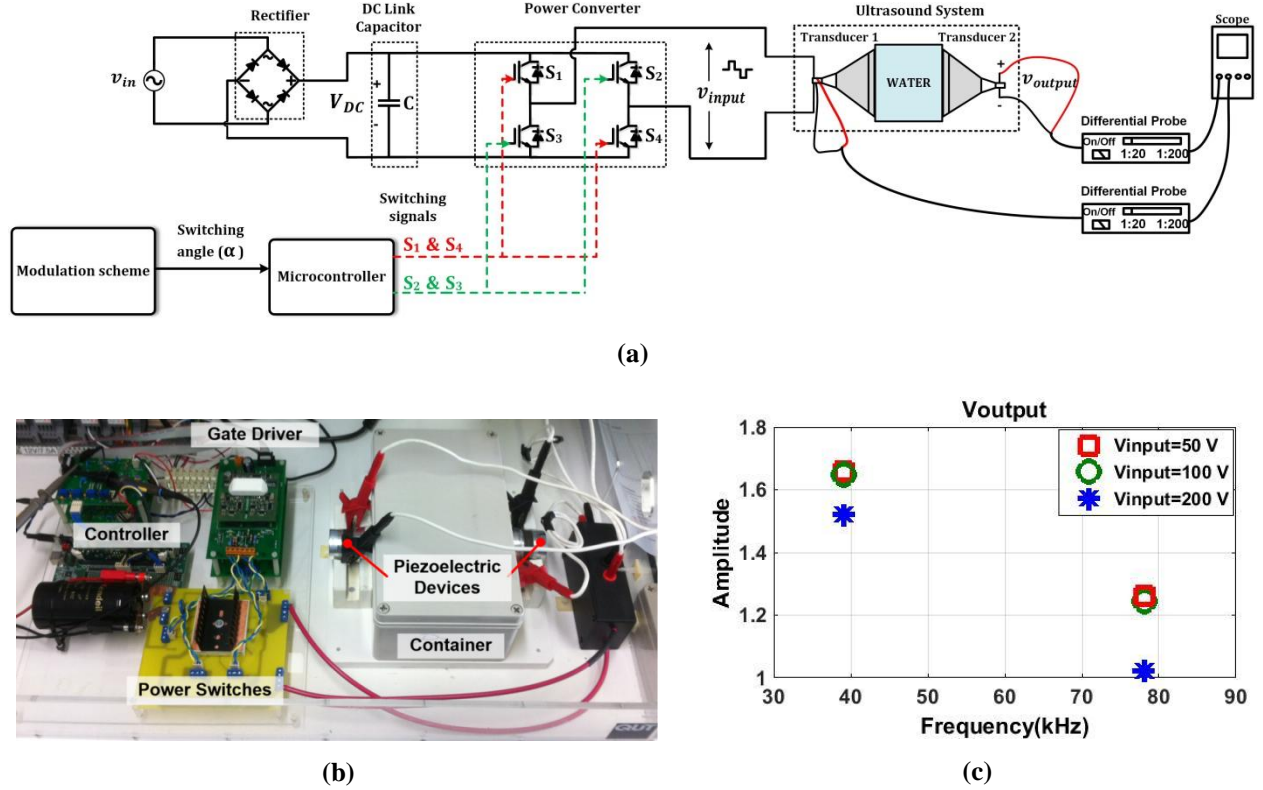 Rectifier
DC Link
Capacitor
Power Converter
Ultrasound System
Scope
Transducer 1
Transducer 2
v_in
V_DC
+
-
C
S1
S2
S3
S4
v_input
WATER
+
-
v_output
Differential Probe
On/Off
1:20 1:200
Differential Probe
On/Off
1:20 1:200
Switching
signals
Switching
angle (α)
Modulation scheme
Microcontroller
S1 & S4
S2 & S3
(a)
Gate Driver
Controller
Piezoelectric
Devices
Container
Power Switches
QUT
(b)
Voutput
Vinput=50 V
Vinput=100 V
Vinput=200 V
Amplitude
1.8
1.6
1.4
1.2
1
30 40 50 60 70 80 90
Frequency(kHz)
(c)